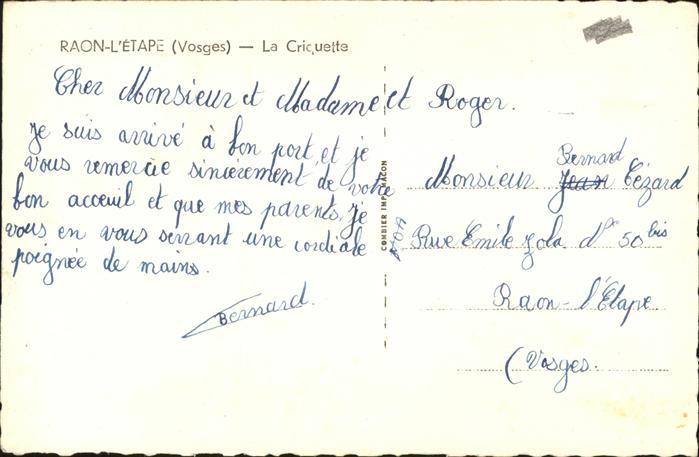 RAON-L'ÉTAPE (Vosges) — La Criquette
Cher Monsieur et Madame et Roger.
Je suis arrivé à bon port, et je
vous remercie sincèrement de votre
bon acceuil et que mes parents. Je
vous en vous serrant une cordiale
poignée de mains.
Bernard.
COMBIER IMP. MACON
Bernard
Monsieur Jean Cézard
Rue Emile Zola 50 bis
Raon-l'Étape
(Vosges.